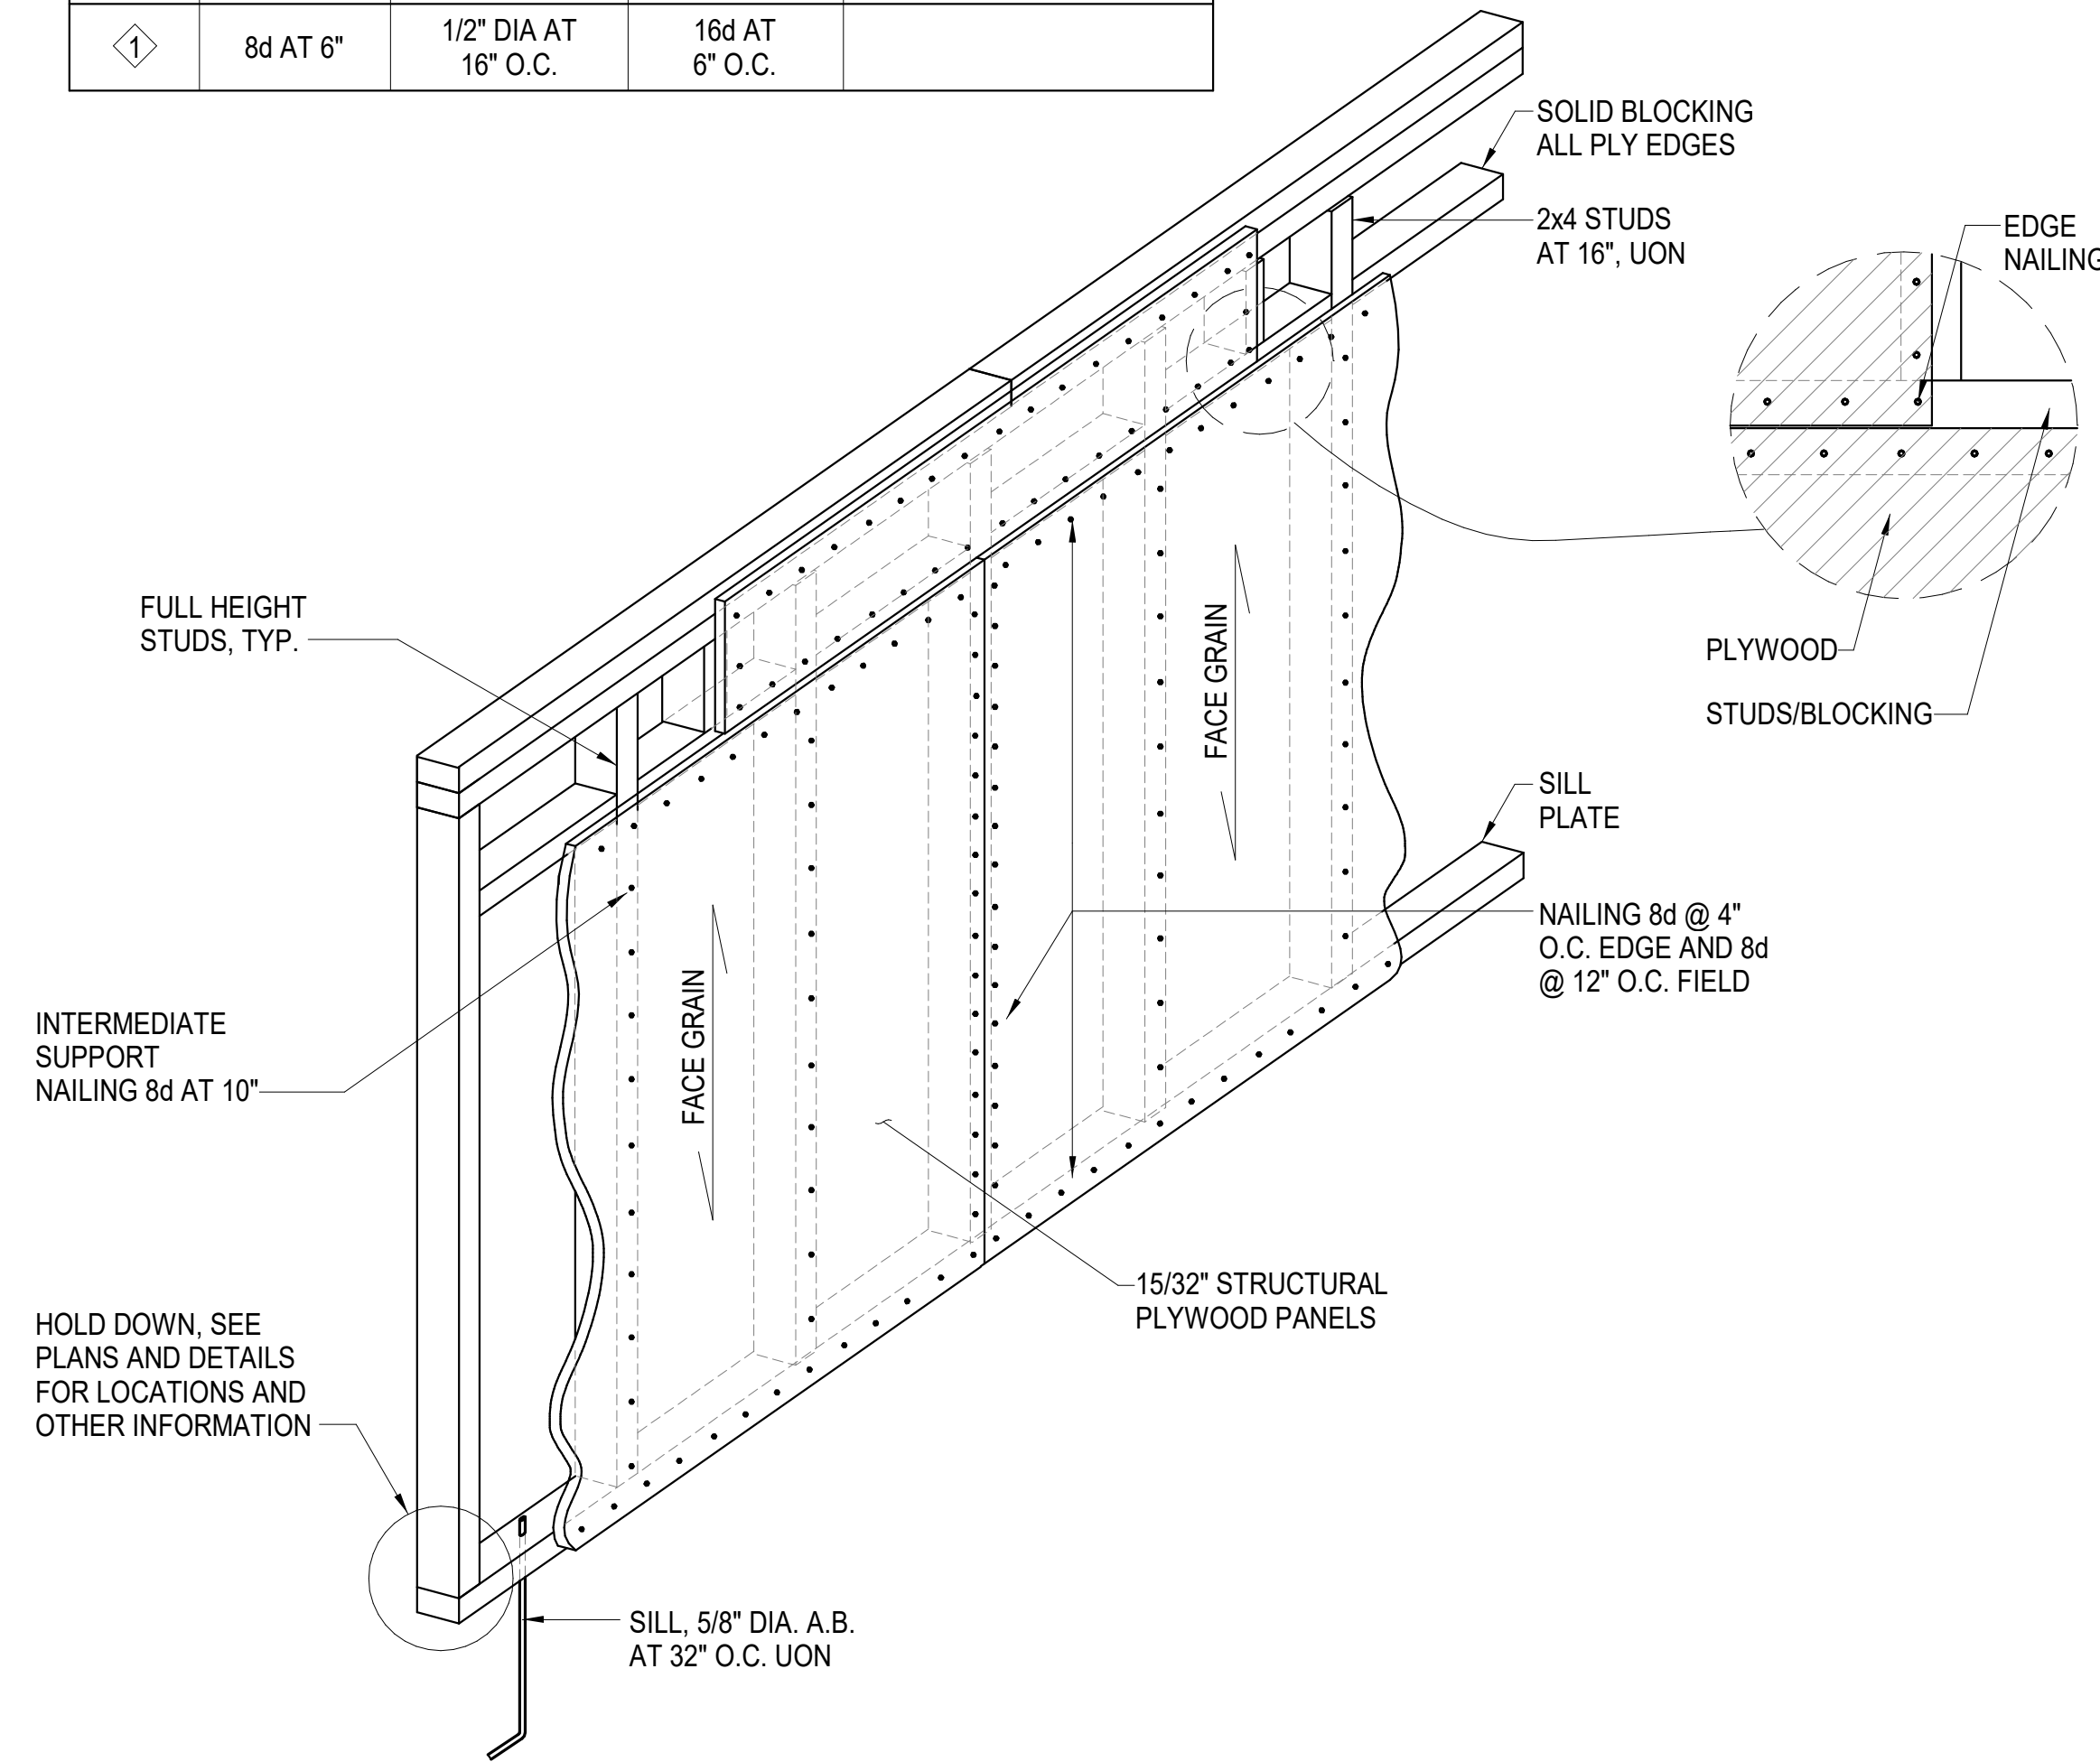 1
8d AT 6"
1/2" DIA AT
16" O.C.
16d AT
6" O.C.
SOLID BLOCKING
ALL PLY EDGES
2x4 STUDS
AT 16", UON
EDGE
NAILING
FULL HEIGHT
STUDS, TYP.
FACE GRAIN
PLYWOOD
STUDS/BLOCKING
SILL
PLATE
NAILING 8d @ 4"
O.C. EDGE AND 8d
@ 12" O.C. FIELD
FACE GRAIN
INTERMEDIATE
SUPPORT
NAILING 8d AT 10"
15/32" STRUCTURAL
PLYWOOD PANELS
HOLD DOWN, SEE
PLANS AND DETAILS
FOR LOCATIONS AND
OTHER INFORMATION
SILL, 5/8" DIA. A.B.
AT 32" O.C. UON